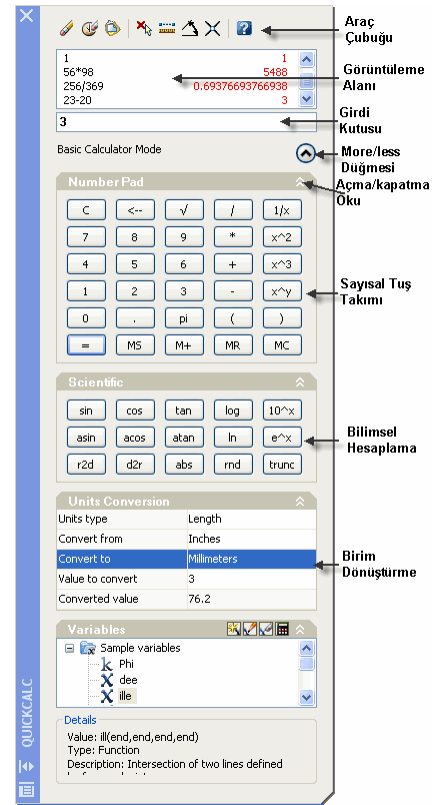 1 1
56*98 5488
256/369 0.69376693766938
23-20 3
3
Basic Calculator Mode
Number Pad
C <-- √ / 1/x
7 8 9 * x^2
4 5 6 + x^3
1 2 3 - x^y
0 . pi ( )
= MS M+ MR MC
Scientific
sin cos tan log 10^x
asin acos atan ln e^x
r2d d2r abs rnd trunc
Units Conversion
Units type Length
Convert from Inches
Convert to Millimeters
Value to convert 3
Converted value 76.2
Variables
Sample variables
k Phi
X dee
X ille
Details
Value: ill(end,end,end,end)
Type: Function
Description: Intersection of two lines defined
QUICKCALC
Araç
Çubuğu
Görüntüleme
Alanı
Girdi
Kutusu
More/less
Düğmesi
Açma/kapatma
Oku
Sayısal Tuş
Takımı
Bilimsel
Hesaplama
Birim
Dönüştürme